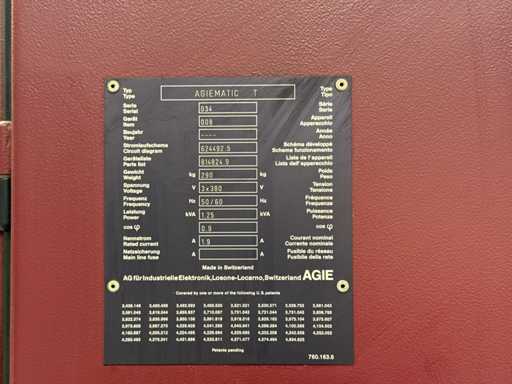 Typ
Type
AGIEMATIC T
Type
Tipo
Serie
Serial
034
Série
Serie
Gerät
Item
008
Appareil
Apparecchio
Baujahr
Year
----
Année
Anno
Stromlaufschema
Circuit diagram
624492.5
Schéma développé
Schema funzionamento
Geräteliste
Parts list
814824.9
Liste de l'appareil
Lista dell'apparecchio
Gewicht
Weight
kg 290 kg
Poids
Peso
Spannung
Voltage
V 3x380 V
Tension
Tensione
Frequenz
Frequency
Hz 50/60 Hz
Fréquence
Frequenza
Leistung
Power
kVA 1.25 kVA
Puissance
Potenza
cos φ 0.9 cos φ
Nennstrom
Rated current
A 1.9 A
Courant nominal
Corrente nominale
Netzsicherung
Main line fuse
A A
Fusible du réseau
Fusibile della rete
Made in Switzerland
AG für Industrielle Elektronik, Losone-Locarno, Switzerland AGIE
Covered by one or more of the following U.S. patents
Patents pending
760.163.8